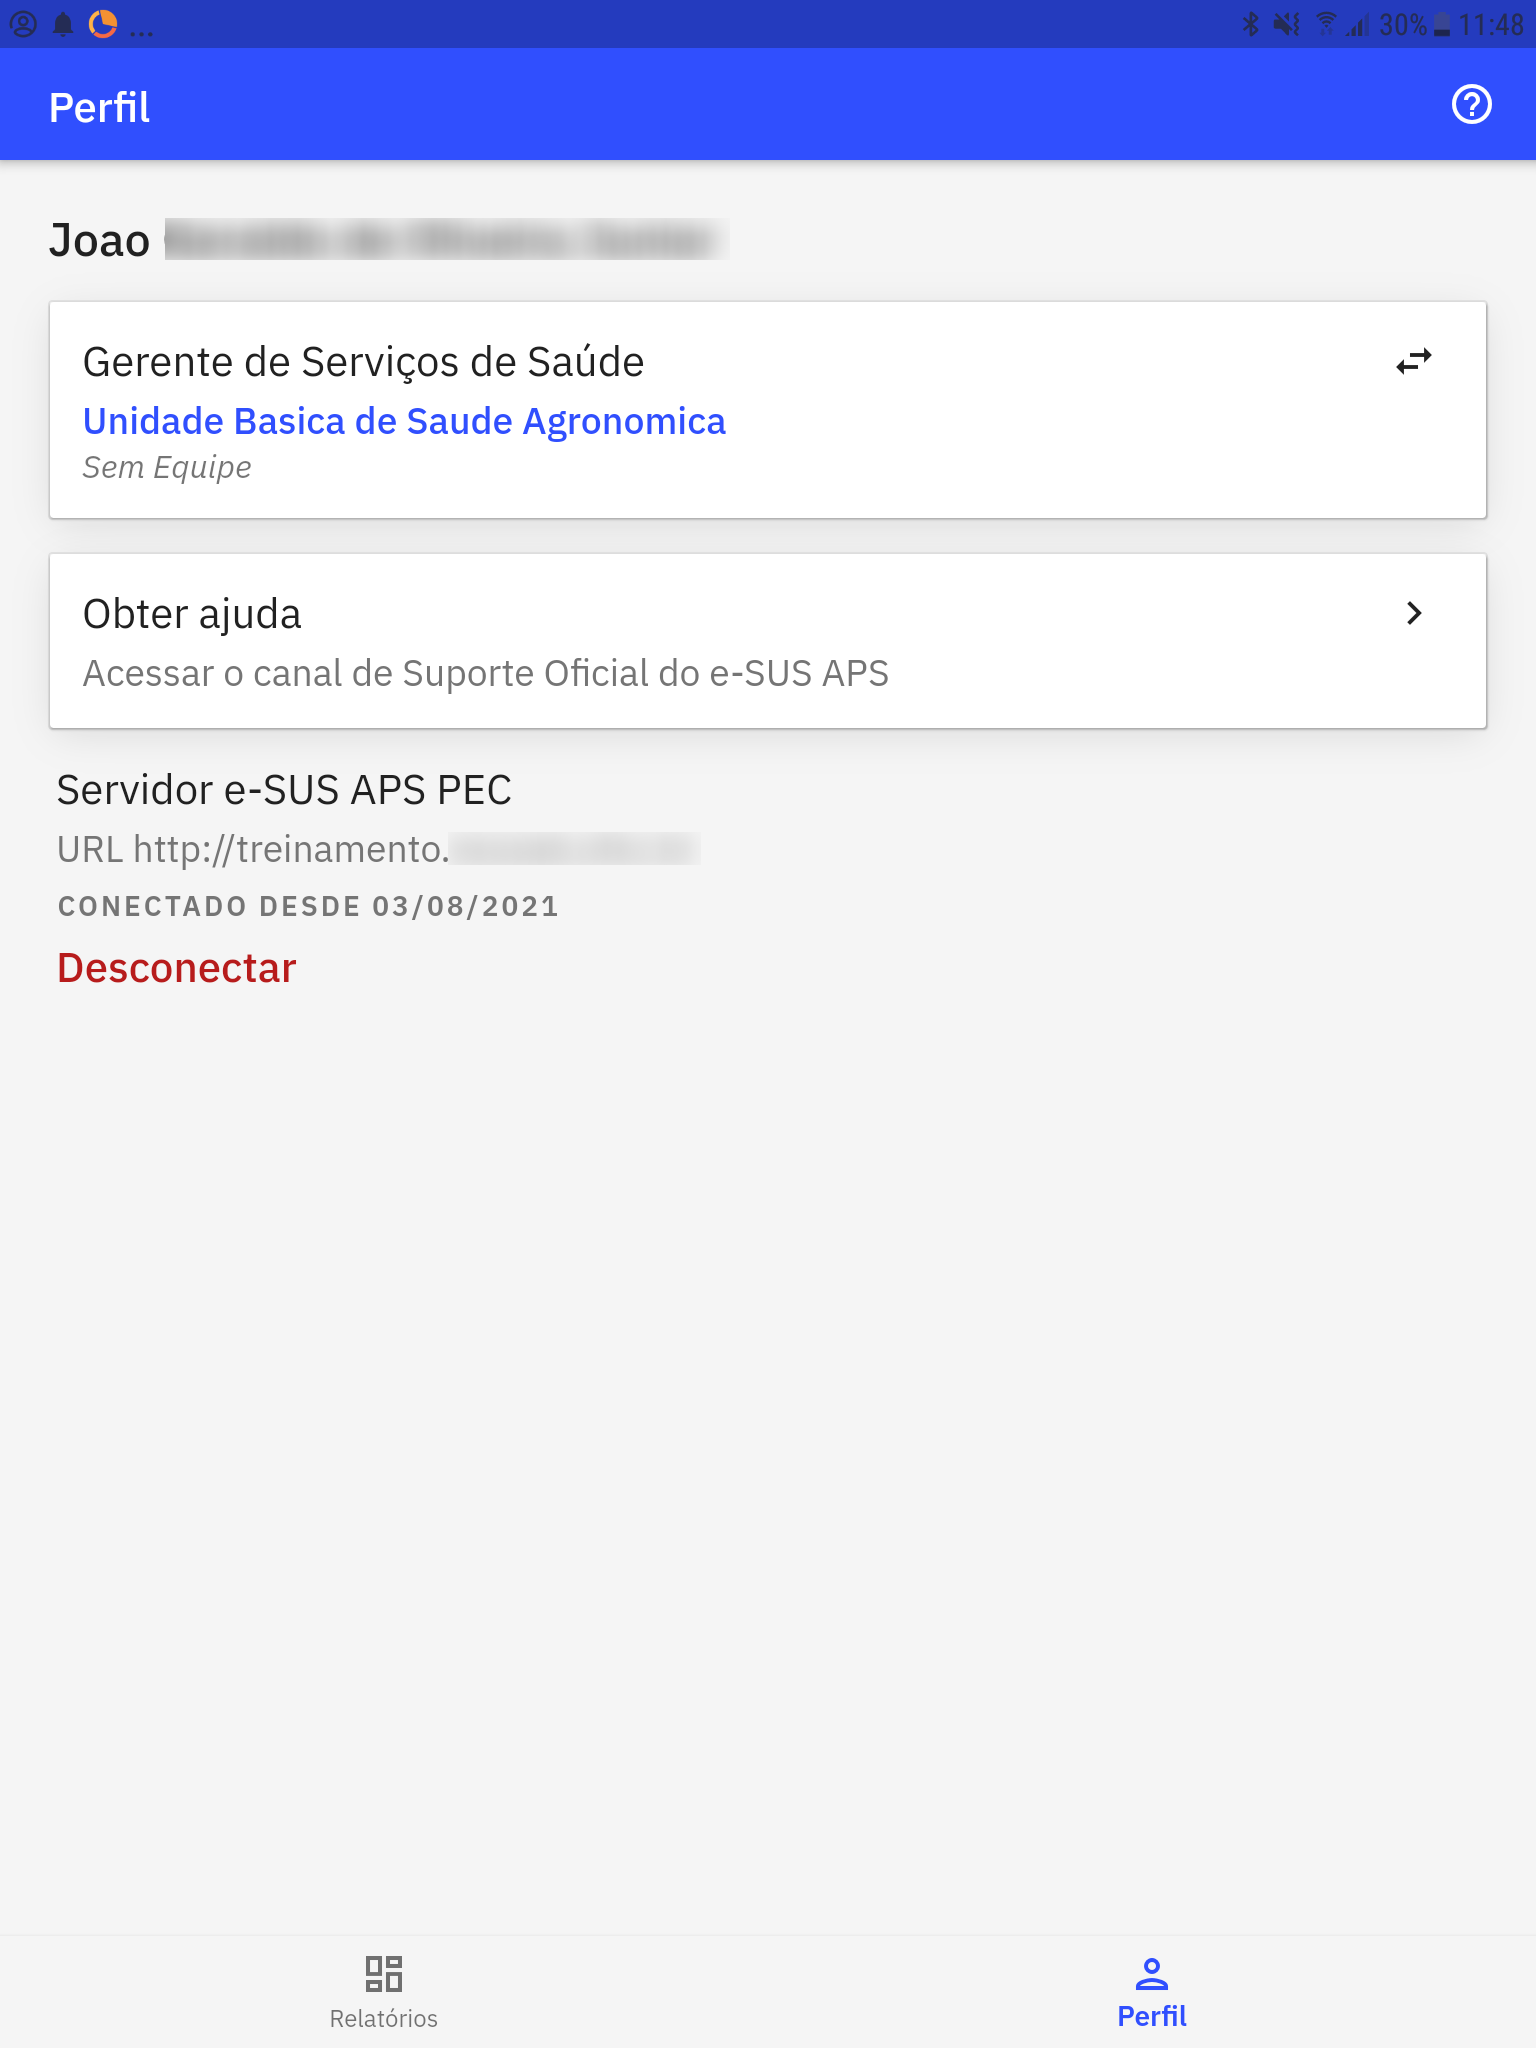 ... 30% 11:48
Perfil
Joao
Gerente de Serviços de Saúde
Unidade Basica de Saude Agronomica
Sem Equipe
Obter ajuda
Acessar o canal de Suporte Oficial do e-SUS APS
Servidor e-SUS APS PEC
URL http://treinamento.
CONECTADO DESDE 03/08/2021
Desconectar
Relatórios
Perfil